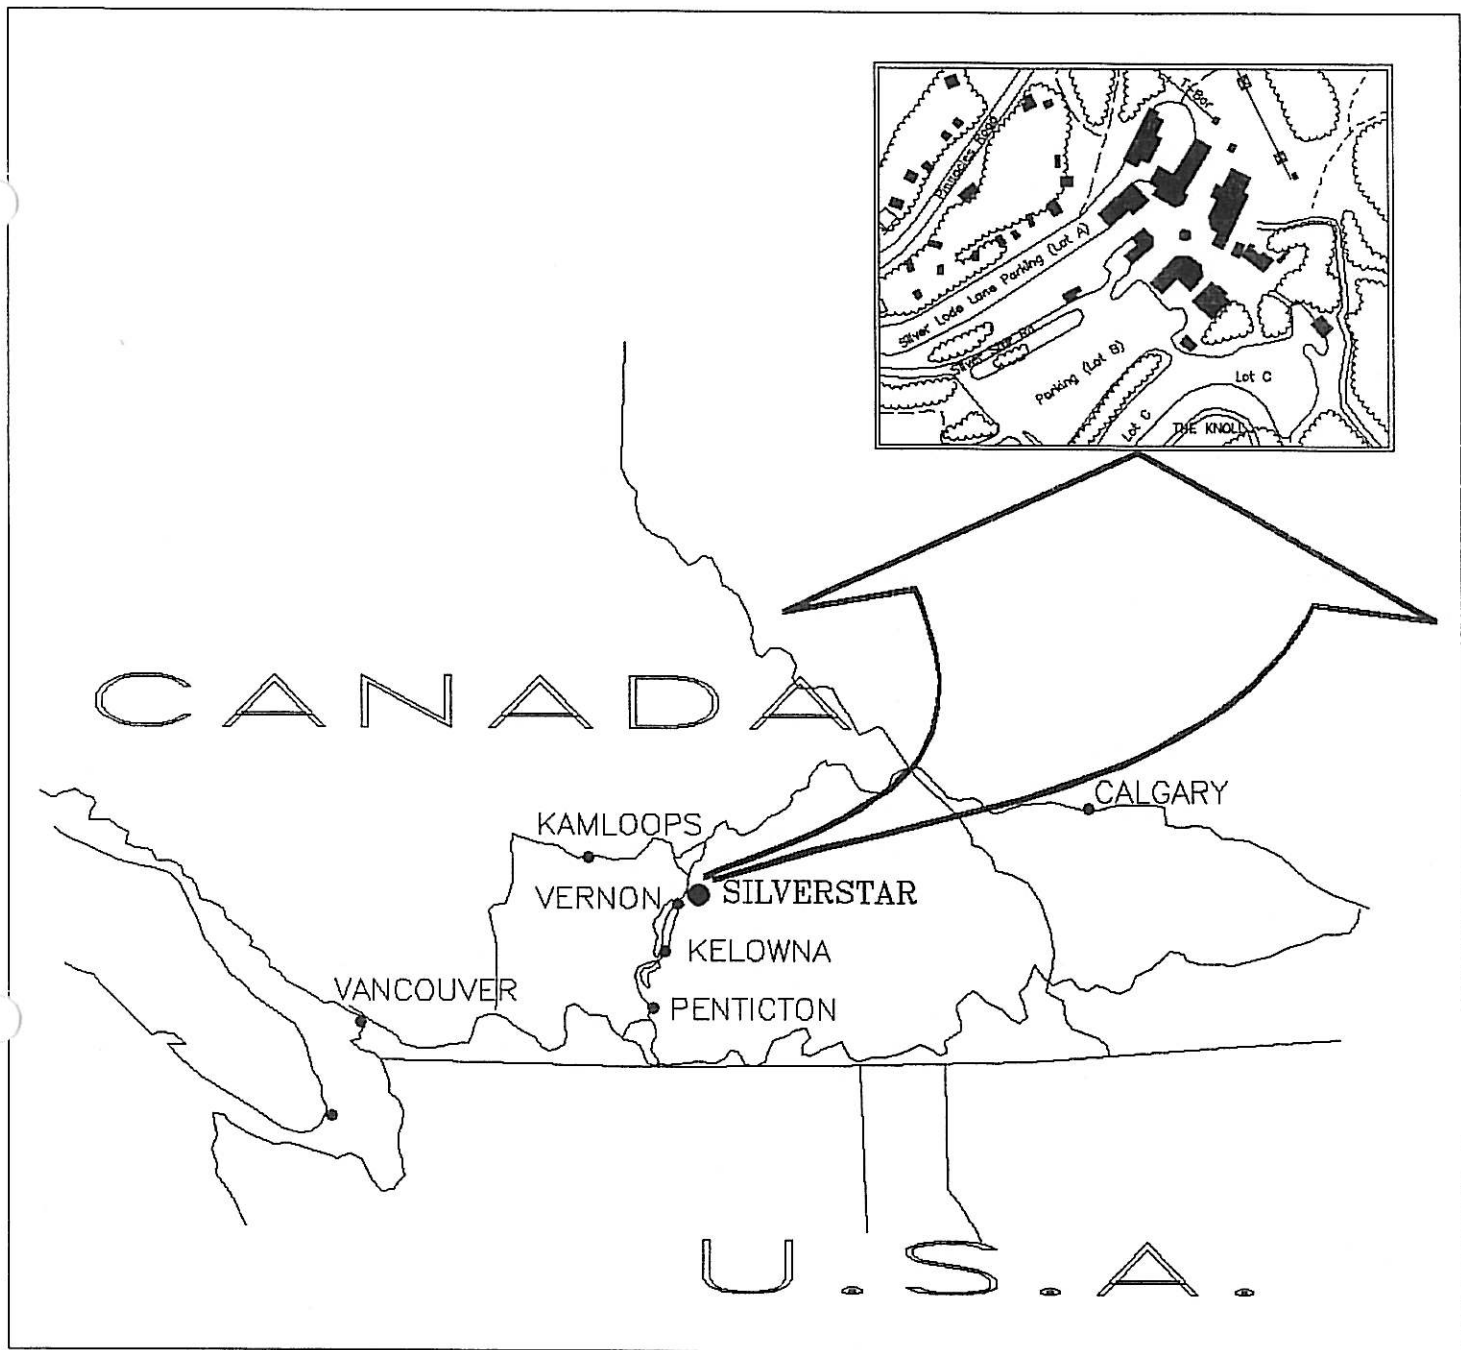 T-Bar
Pinnacles Road
Silver Lode Lane Parking (Lot A)
Silver Star Rd
Parking (Lot B)
Lot C
Lot C
THE KNOLL
CANADA
CALGARY
KAMLOOPS
VERNON
SILVERSTAR
KELOWNA
VANCOUVER
PENTICTON
U.S.A.